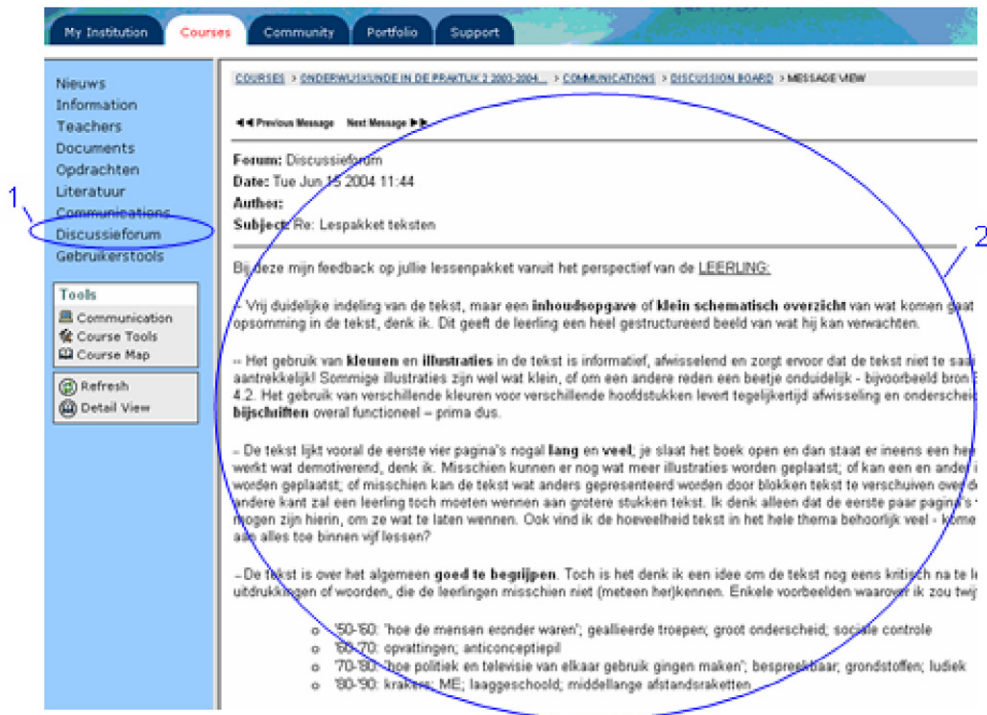 My Institution Courses Community Portfolio Support
COURSES > ONDERWIJSKUNDE IN DE PRAKTIJK 2 2003-2004... > COMMUNICATIONS > DISCUSSION BOARD > MESSAGE VIEW
Nieuws
Information
Teachers
Documents
Opdrachten
Literatuur
Communications
1
Discussieforum
Gebruikerstools
Tools
Communication
Course Tools
Course Map
Refresh
Detail View
Previous Message Next Message
Forum: Discussieforum
Date: Tue Jun 15 2004 11:44
Author:
Subject: Re: Lespakket teksten
2
Bij deze mijn feedback op jullie lessenpakket vanuit het perspectief van de LEERLING:
– Vrij duidelijke indeling van de tekst, maar een inhoudsopgave of klein schematisch overzicht van wat komen gaat
opsomming in de tekst, denk ik. Dit geeft de leerling een heel gestructureerd beeld van wat hij kan verwachten.
-- Het gebruik van kleuren en illustraties in de tekst is informatief, afwisselend en zorgt ervoor dat de tekst niet te saai
aantrekkelijk! Sommige illustraties zijn wel wat klein, of om een andere reden een beetje onduidelijk - bijvoorbeeld bron
4.2. Het gebruik van verschillende kleuren voor verschillende hoofdstukken levert tegelijkertijd afwisseling en
bijschriften overal functioneel – prima dus.
– De tekst lijkt vooral de eerste vier pagina's nogal lang en veel; je slaat het boek open en dan staat er ineens een
werkt wat demotiverend, denk ik. Misschien kunnen er nog wat meer illustraties worden geplaatst; of kan een en ander
worden geplaatst; of misschien kan de tekst wat anders gepresenteerd worden door blokken tekst te verschuiven over
andere kant zal een leerling toch moeten wennen aan grotere stukken tekst. Ik denk alleen dat de eerste paar pagina's
mogen zijn hierin, om ze wat te laten wennen. Ook vind ik de hoeveelheid tekst in het hele thema behoorlijk veel -
aan alles toe binnen vijf lessen?
– De tekst is over het algemeen goed te begrijpen. Toch is het denk ik een idee om de tekst nog eens kritisch na te
uitdrukkingen of woorden, die de leerlingen misschien niet (meteen her)kennen. Enkele voorbeelden waarover ik zou
o '50-'60: 'hoe de mensen eronder waren'; geallieerde troepen; groot onderscheid; sociale controle
o '60-'70: opvattingen; anticonceptiepil
o '70-'80: 'hoe politiek en televisie van elkaar gebruik gingen maken'; bespreekbaar; grondstoffen; ludiek
o '80-'90: krakers; ME; laaggeschoold; middellange afstandsraketten